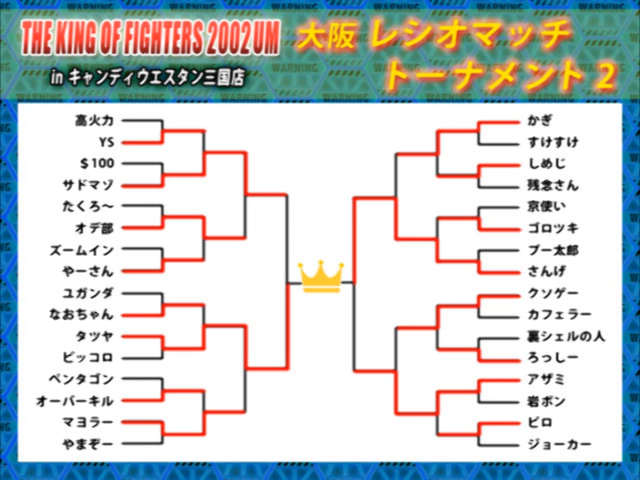 THE KING OF FIGHTERS 2002UM
大阪 レシオマッチ
in キャンディウエスタン三国店
トーナメント 2
高火力
YS
$100
サドマゾ
たくろ～
オデ部
ズームイン
やーさん
ユガンダ
なおちゃん
タツヤ
ピッコロ
ペンタゴン
オーバーキル
マヨラー
やまぞー
かぎ
すけすけ
しめじ
残念さん
京使い
ゴロツキ
ブー太郎
さんげ
クソゲー
カフェラー
裏シェルの人
ろっしー
アザミ
岩ボン
ピロ
ジョーカー